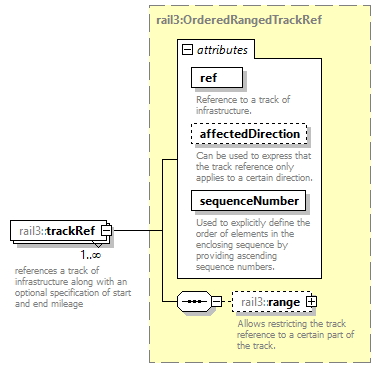 rail3:OrderedRangedTrackRef
attributes
ref
Reference to a track of
infrastructure.
affectedDirection
Can be used to express that
the track reference only
applies to a certain direction.
sequenceNumber
Used to explicitly define the
order of elements in the
enclosing sequence by
providing ascending
sequence numbers.
rail3::trackRef
1..∞
references a track of
infrastructure along with an
optional specification of start
and end mileage
rail3::range
Allows restricting the track
reference to a certain part of
the track.